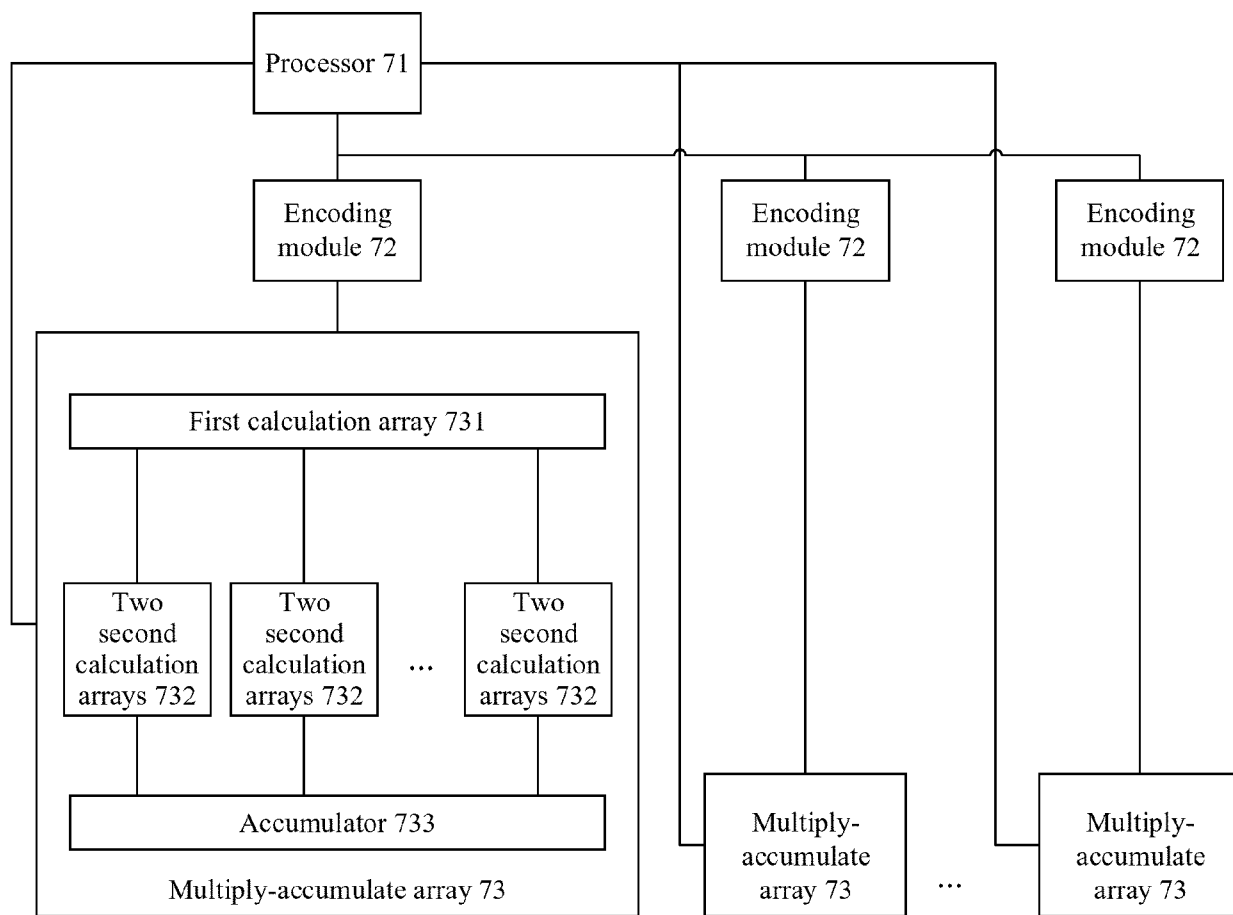 Processor 71
Encoding
module 72
Encoding
module 72
Encoding
module 72
First calculation array 731
Two
second
calculation
arrays 732
Two
second
calculation
arrays 732
...
Two
second
calculation
arrays 732
Accumulator 733
Multiply-accumulate array 73
Multiply-
accumulate
array 73
...
Multiply-
accumulate
array 73